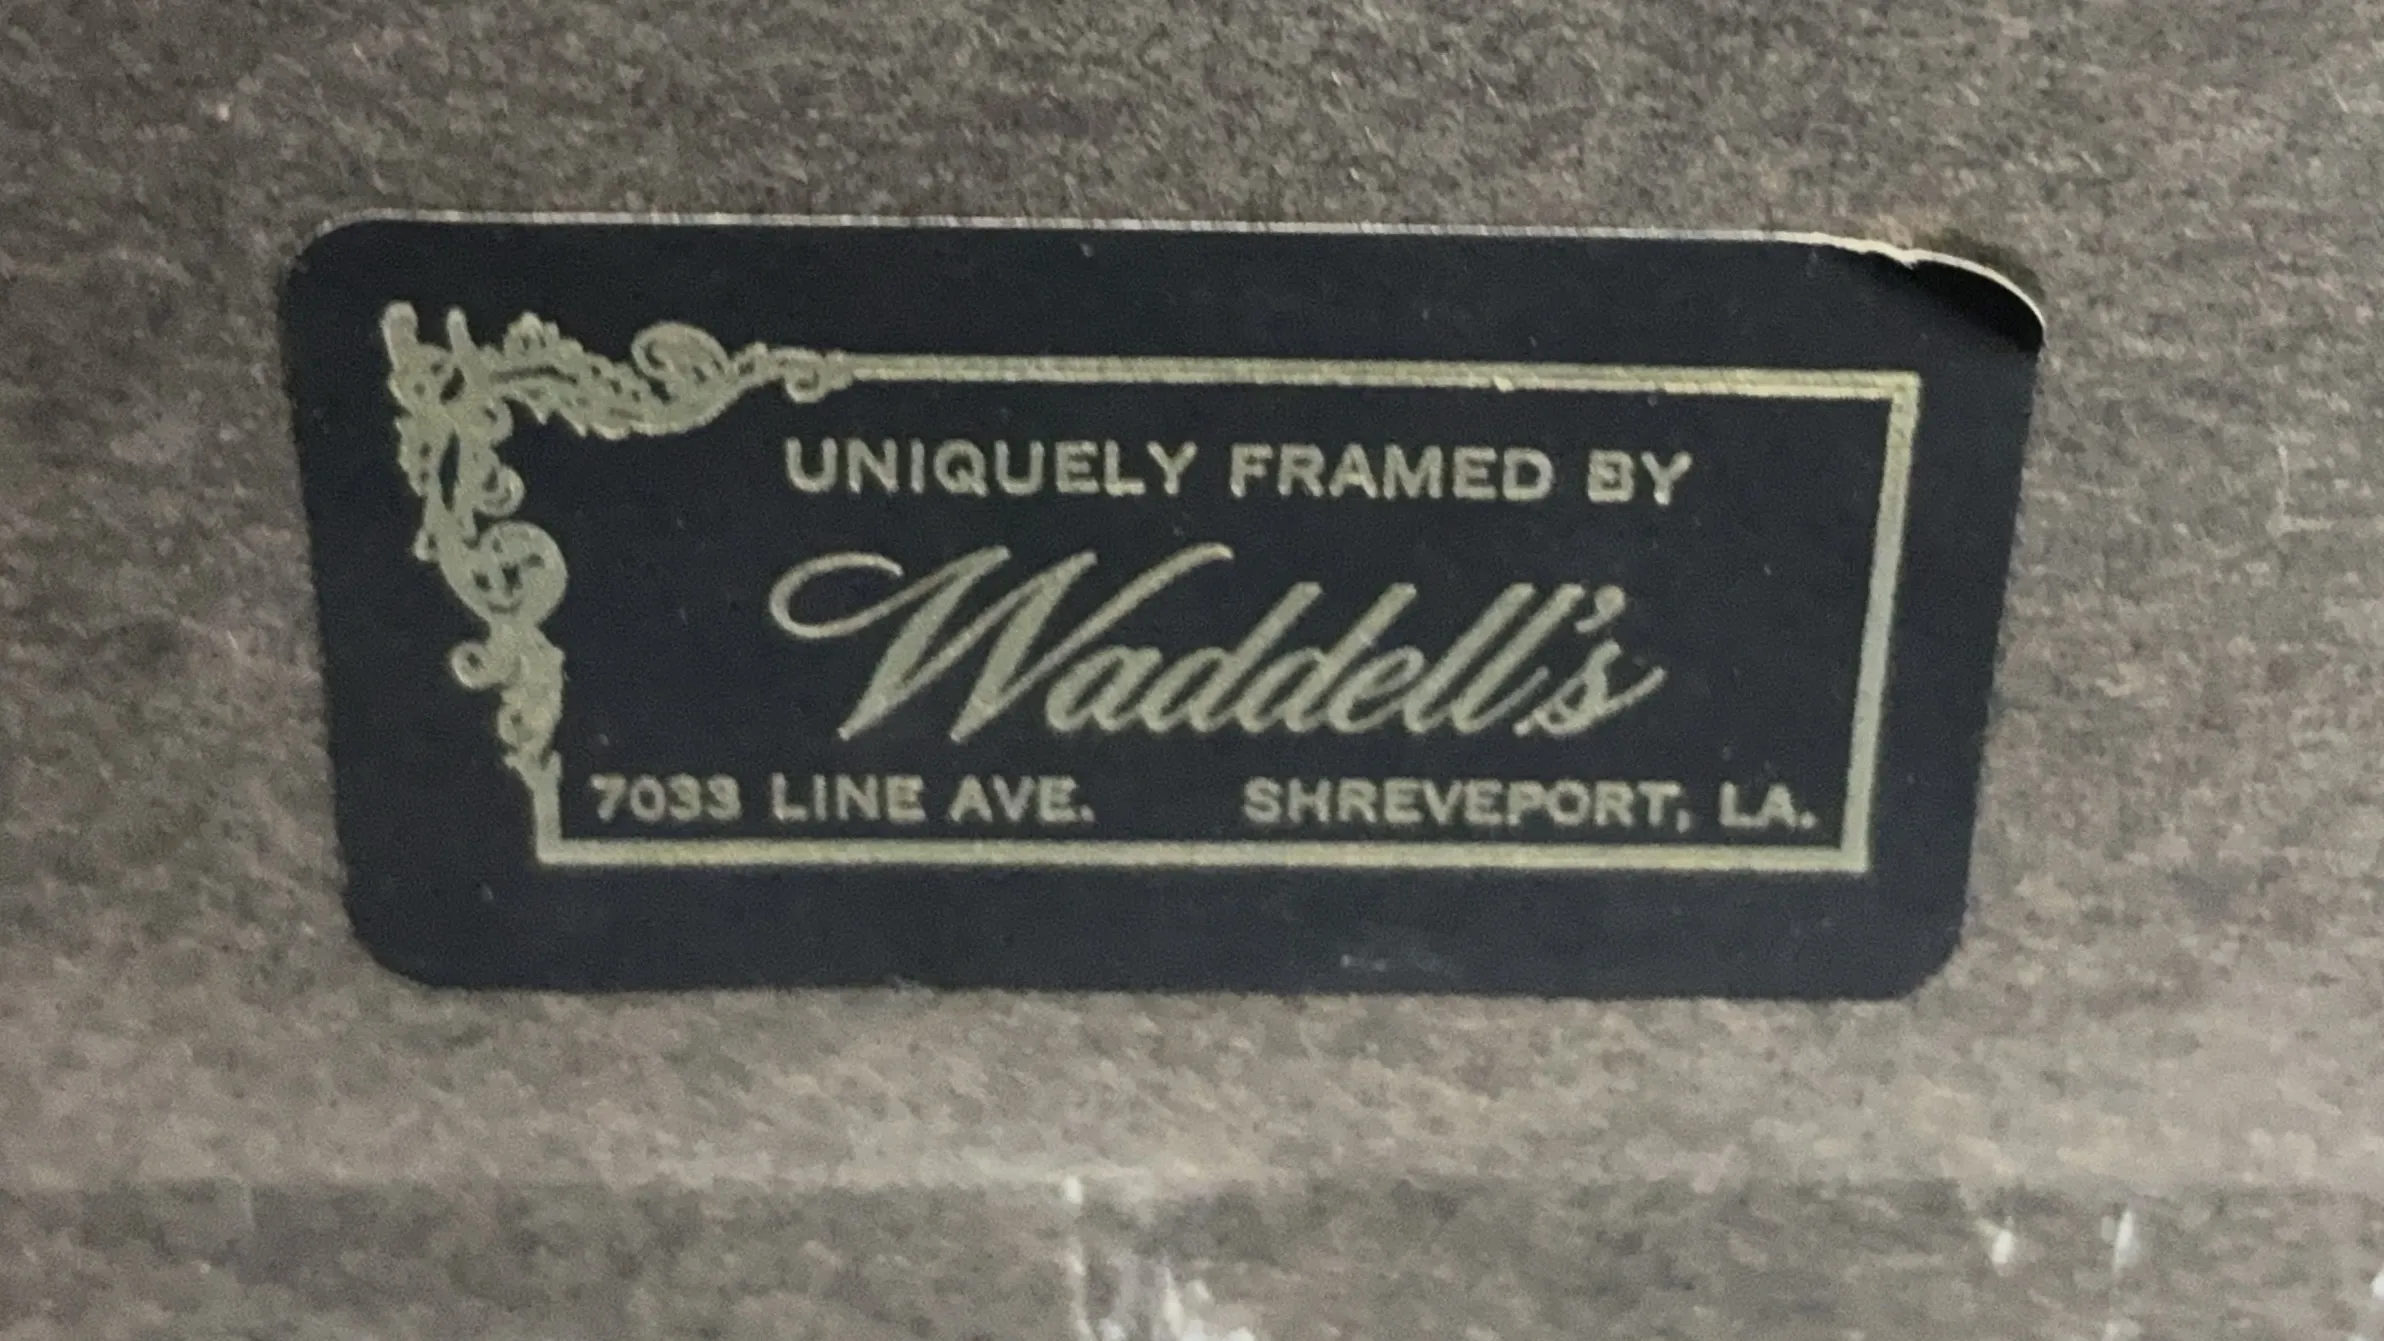 UNIQUELY FRAMED BY
Waddell's
7033 LINE AVE. SHREVEPORT, LA.